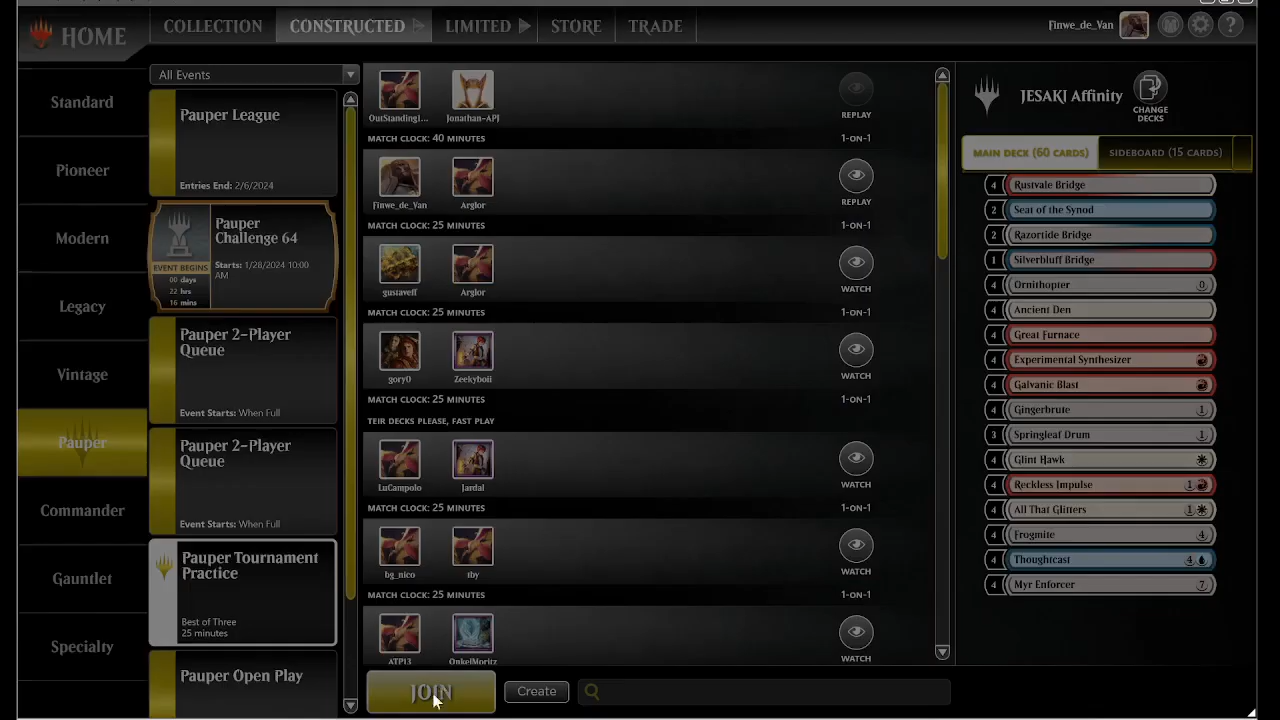 HOME
COLLECTION
CONSTRUCTED
LIMITED
STORE
TRADE
Finwe_de_Van
Standard
Pioneer
Modern
Legacy
Vintage
Pauper
Commander
Gauntlet
Specialty
All Events
Pauper League
Entries End: 2/6/2024
Pauper
Challenge 64
EVENT BEGINS
00 days
22 hrs
16 mins
Starts: 1/28/2024 10:00
AM
Pauper 2-Player
Queue
Event Starts: When Full
Pauper 2-Player
Queue
Event Starts: When Full
Pauper Tournament
Practice
Best of Three
25 minutes
Pauper Open Play
OutStandingl...
Jonathan-APJ
REPLAY
MATCH CLOCK: 40 MINUTES
1-ON-1
Finwe_de_Van
Arglor
REPLAY
MATCH CLOCK: 25 MINUTES
1-ON-1
gustaveff
Arglor
WATCH
MATCH CLOCK: 25 MINUTES
1-ON-1
gory0
Zeekyboii
WATCH
MATCH CLOCK: 25 MINUTES
1-ON-1
TEIR DECKS PLEASE, FAST PLAY
LuCampolo
Jardal
WATCH
MATCH CLOCK: 25 MINUTES
1-ON-1
bg_nico
tby
WATCH
MATCH CLOCK: 25 MINUTES
1-ON-1
ATP13
OnkelMoritz
WATCH
JOIN
Create
JESAKI Affinity
CHANGE
DECKS
MAIN DECK (60 CARDS)
SIDEBOARD (15 CARDS)
4 Rustvale Bridge
2 Seat of the Synod
2 Razortide Bridge
1 Silverbluff Bridge
4 Ornithopter 0
4 Ancient Den
4 Great Furnace
4 Experimental Synthesizer
4 Galvanic Blast
4 Gingerbrute 1
3 Springleaf Drum 1
4 Glint Hawk
4 Reckless Impulse 1
4 All That Glitters 1
4 Frogmite 4
4 Thoughtcast 4
4 Myr Enforcer 7